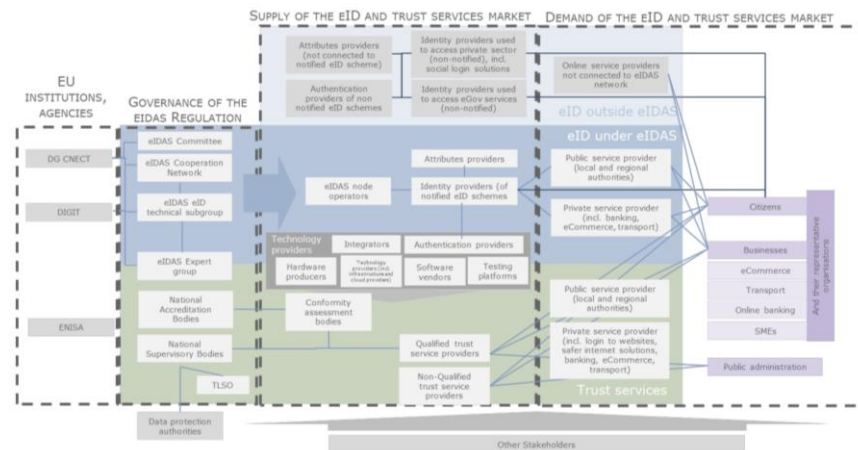 SUPPLY OF THE EID AND TRUST SERVICES MARKET
DEMAND OF THE EID AND TRUST SERVICES MARKET
EU
INSTITUTIONS,
AGENCIES
GOVERNANCE OF THE
EIDAS REGULATION
Attributes providers
(not connected to
notified eID scheme)
Identity providers used
to access private sector
(non-notified), incl.
social login solutions
Online service providers
not connected to eIDAS
network
Authentication
providers of non
notified eID schemes
Identity providers used
to access eGov services
(non-notified)
eID outside eIDAS
eID under eIDAS
DG CNECT
DIGIT
ENISA
eIDAS Committee
eIDAS Cooperation
Network
eIDAS eID
technical subgroup
eIDAS Expert
group
National
Accreditation
Bodies
National
Supervisory Bodies
TLSO
Data protection
authorities
Attributes providers
eIDAS node
operators
Identity providers (of
notified eID schemes
Technology
providers
Integrators
Authentication providers
Hardware
producers
Technology
providers (incl.
infrastructure and
cloud providers)
Software
vendors
Testing
platforms
Conformity
assessment
bodies
Qualified trust
service providers
Non-Qualified
trust service
providers
Public service provider
(local and regional
authorities)
Private service provider
(incl. banking,
eCommerce, transport)
Public service provider
(local and regional
authorities)
Private service provider
(incl. login to websites,
safer internet solutions,
banking, eCommerce,
transport)
Trust services
Citizens
Businesses
eCommerce
Transport
Online banking
SMEs
Public administration
And their representative
organisations
Other Stakeholders